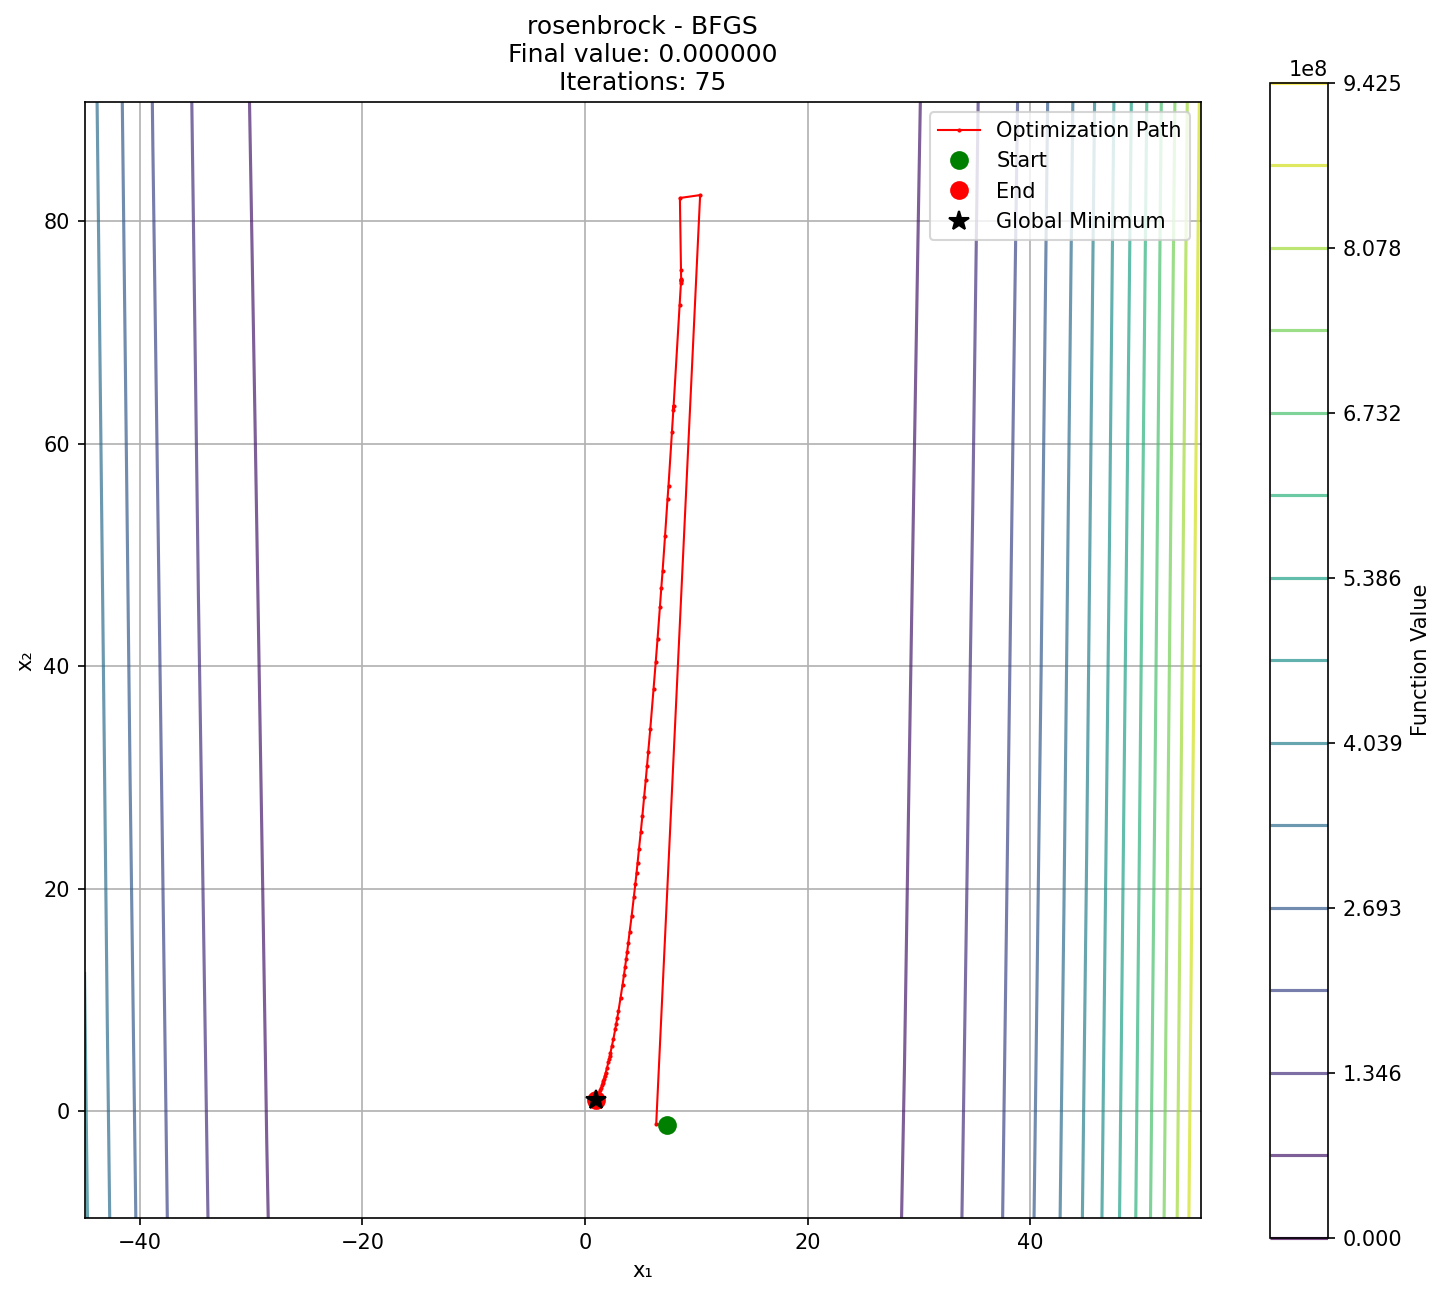 rosenbrock - BFGS
Final value: 0.000000
Iterations: 75
1e8
Optimization Path
Start
End
Global Minimum
80
60
40
20
0
x₂
−40
−20
0
20
40
x₁
9.425
8.078
6.732
5.386
4.039
2.693
1.346
0.000
Function Value